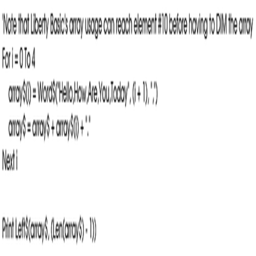 'Note that Liberty Basic's array usage can reach element #10 before having to DIM the array
For i = 0 To 4
array$(i) = Word$("Hello,How,Are,You,Today", (i + 1), ",")
array$ = array$ + array$(i) + "."
Next i
Print Left$(array$, (Len(array$) - 1))